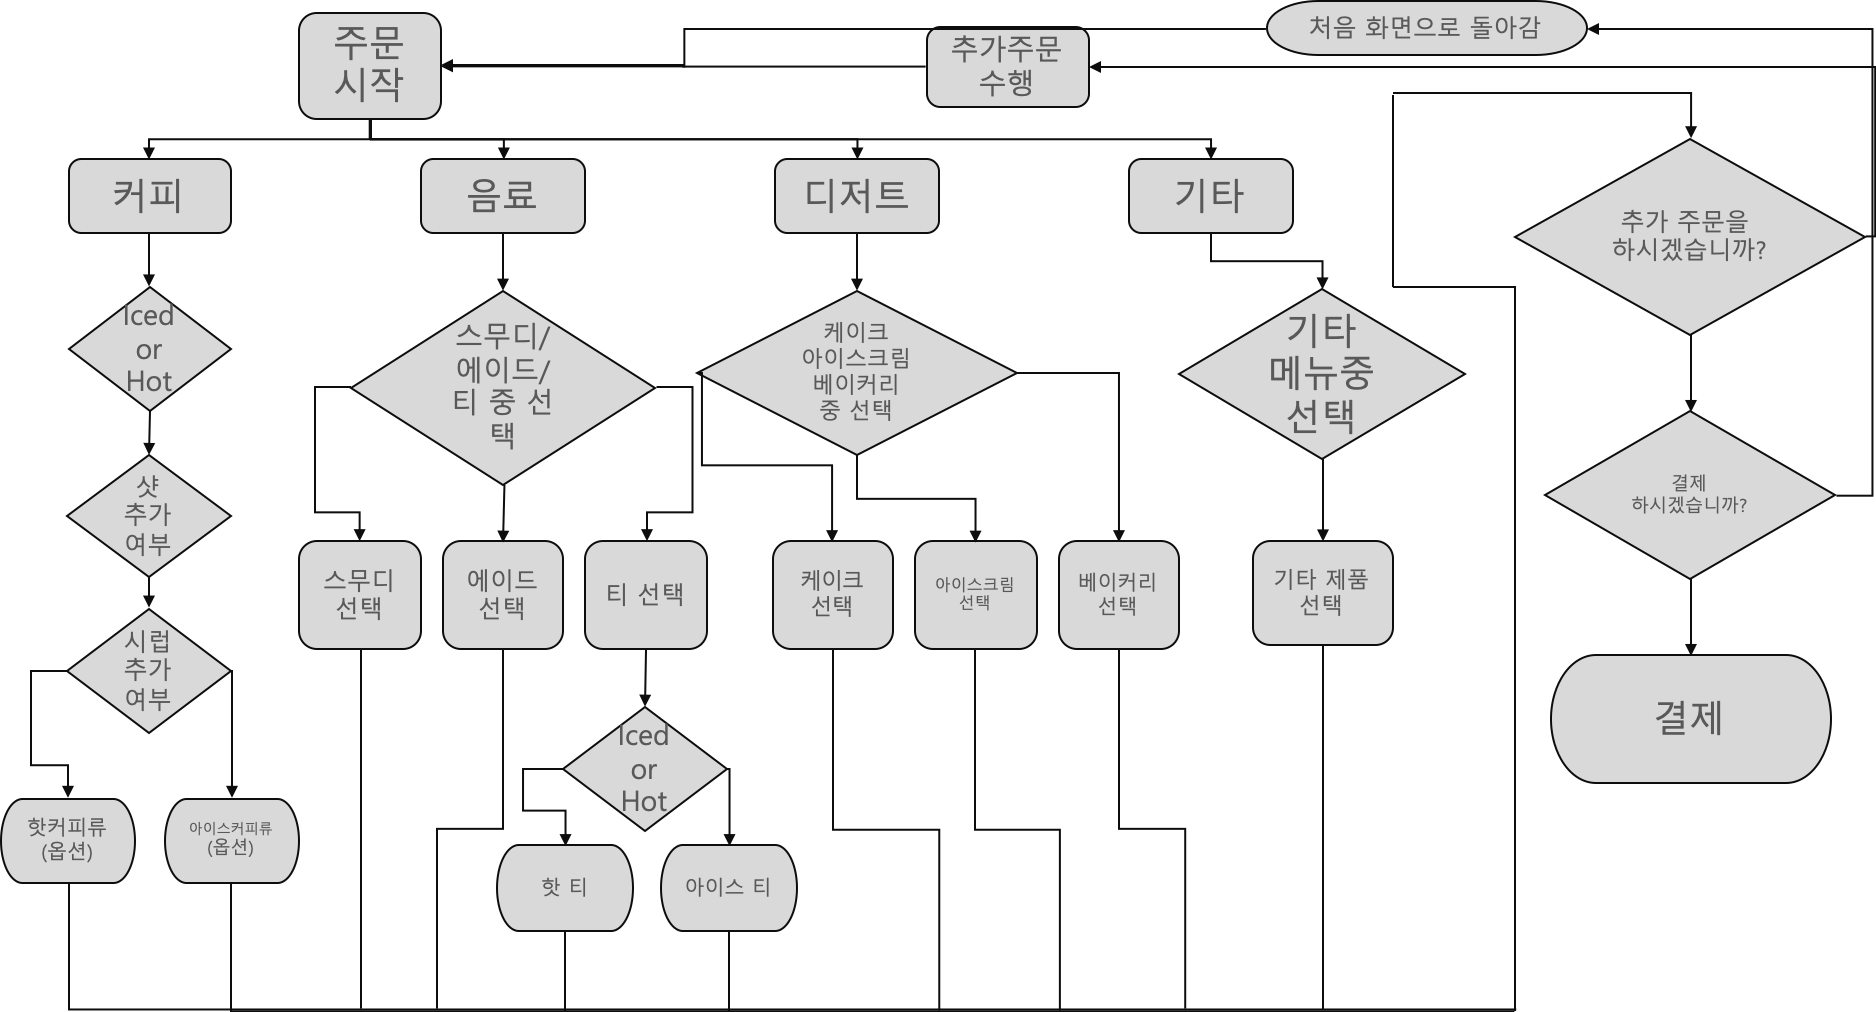 주문
시작
추가주문
수행
처음 화면으로 돌아감
커피
음료
디저트
기타
추가 주문을
하시겠습니까?
Iced
or
Hot
스무디/
에이드/
티 중 선
택
케이크
아이스크림
베이커리
중 선택
기타
메뉴중
선택
샷
추가
여부
결제
하시겠습니까?
스무디
선택
에이드
선택
티 선택
케이크
선택
아이스크림
선택
베이커리
선택
기타 제품
선택
시럽
추가
여부
Iced
or
Hot
결제
핫커피류
(옵션)
아이스커피류
(옵션)
핫 티
아이스 티